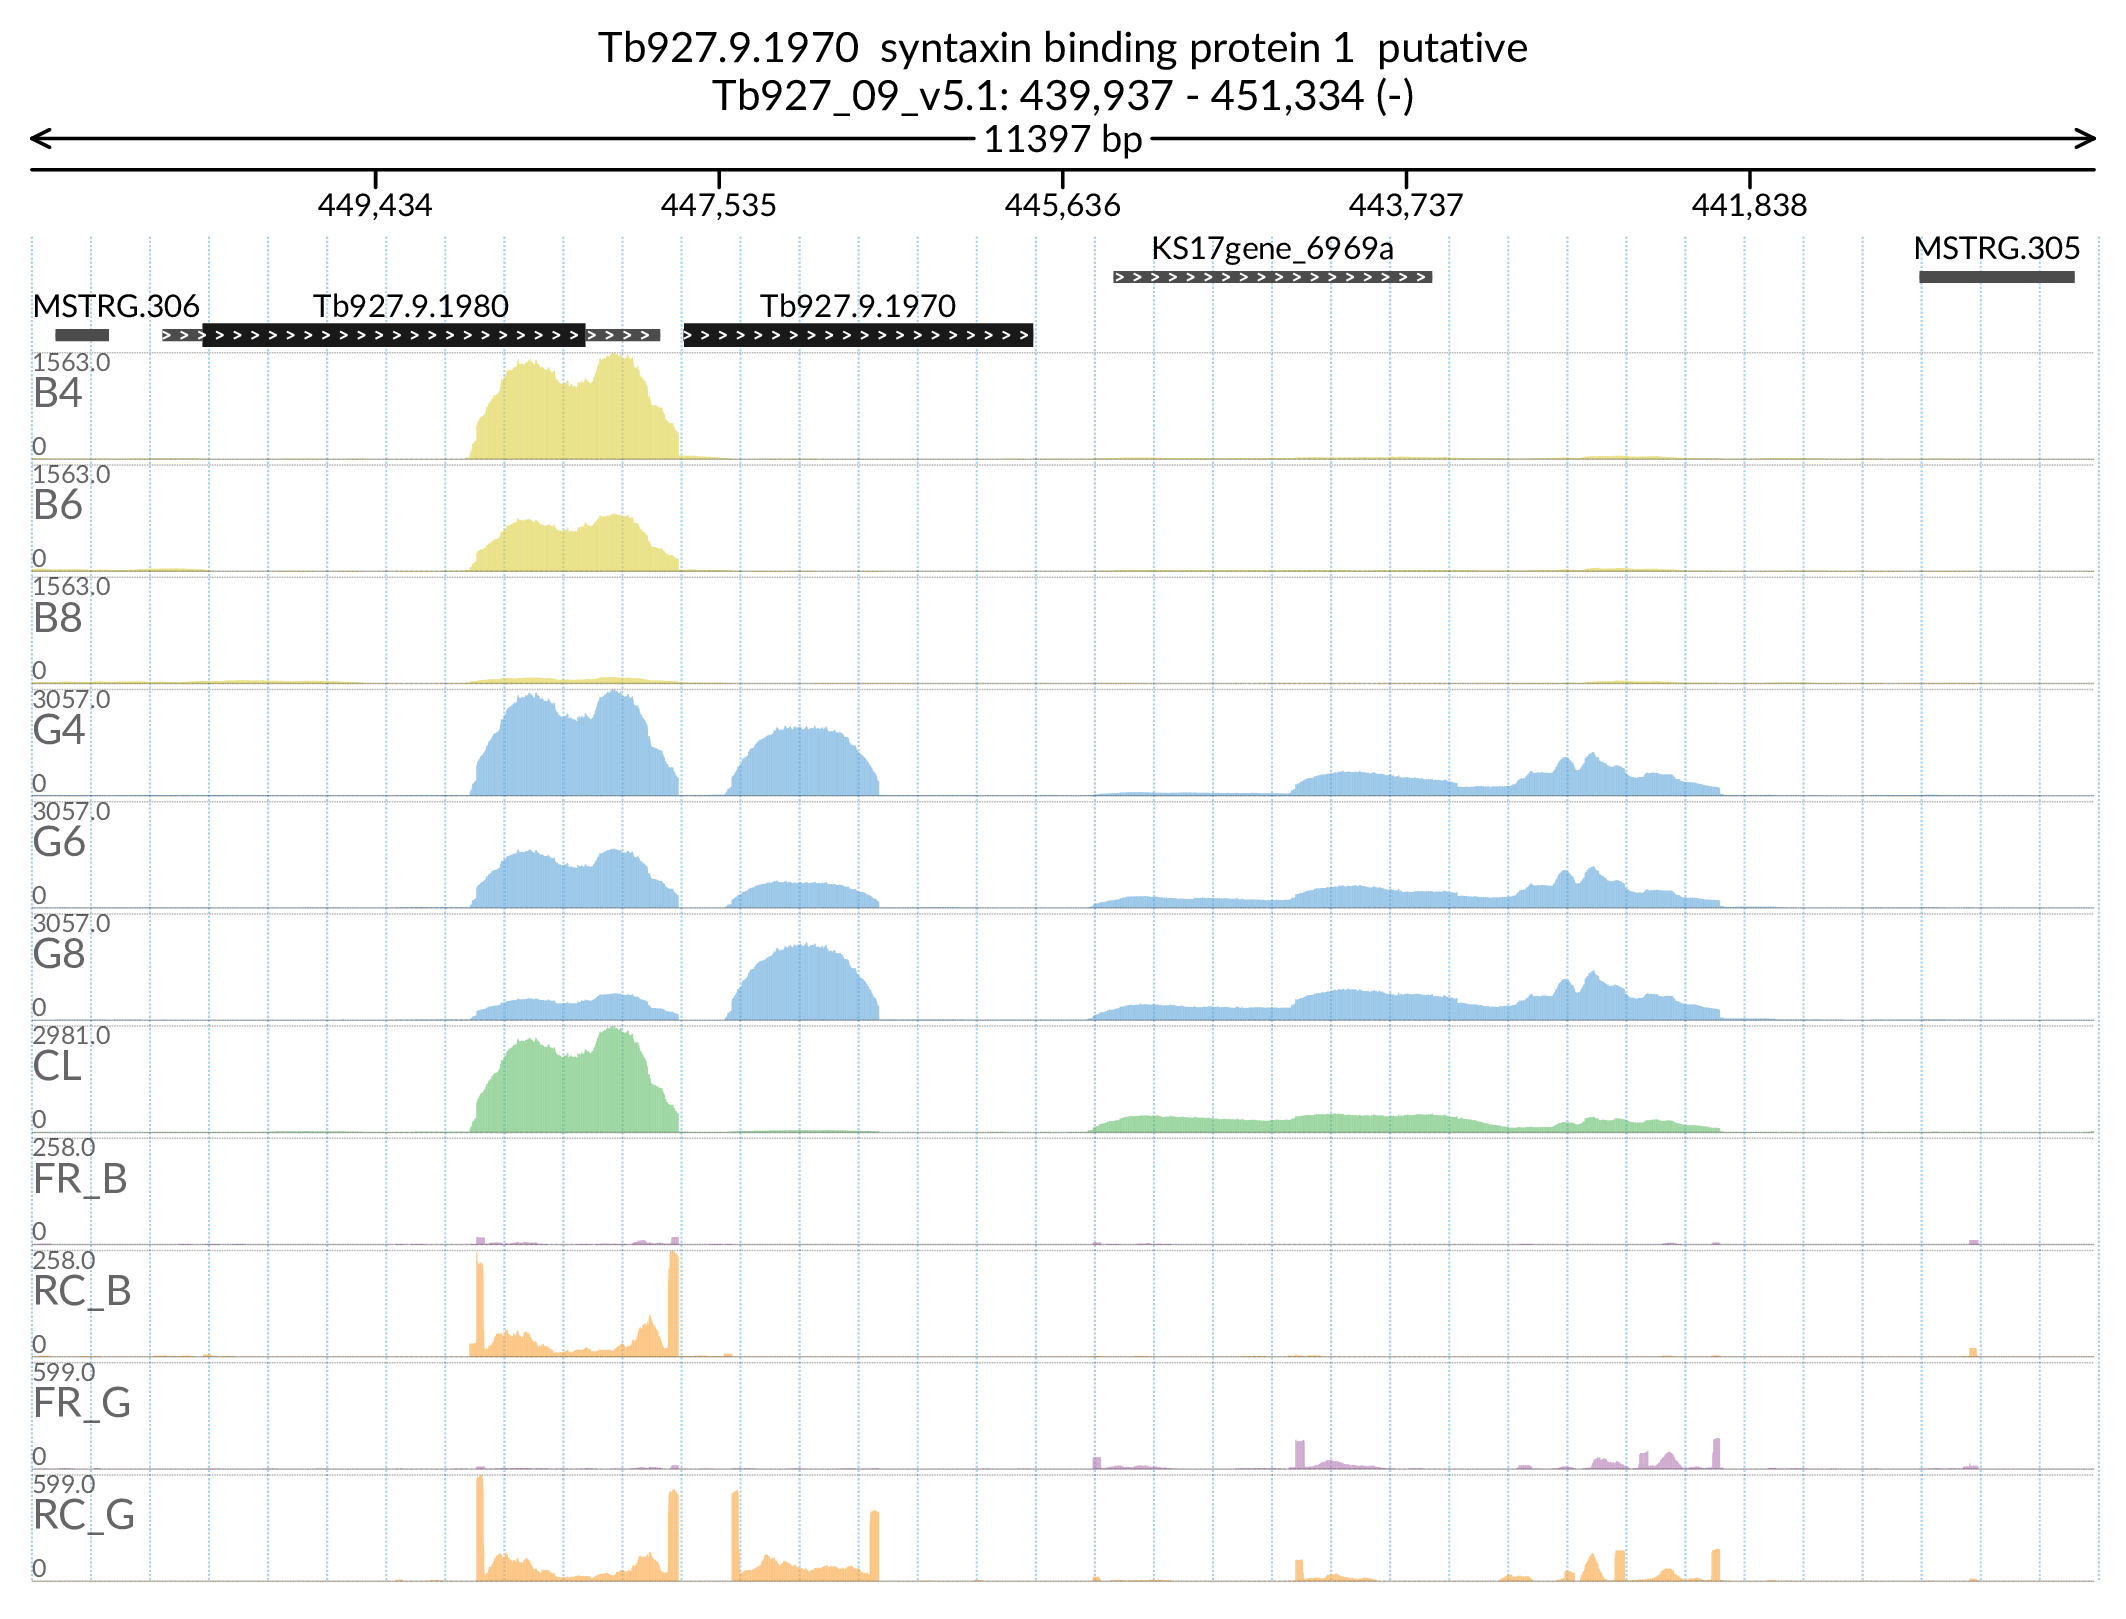 Tb927.9.1970  syntaxin binding protein 1  putative
Tb927_09_v5.1: 439,937 - 451,334 (-)
11397 bp
449,434 447,535 445,636 443,737 441,838
KS17gene_6969a MSTRG.305
MSTRG.306 Tb927.9.1980 Tb927.9.1970
1563.0
B4
0
1563.0
B6
0
1563.0
B8
0
3057.0
G4
0
3057.0
G6
0
3057.0
G8
0
2981.0
CL
0
258.0
FR_B
0
258.0
RC_B
0
599.0
FR_G
0
599.0
RC_G
0